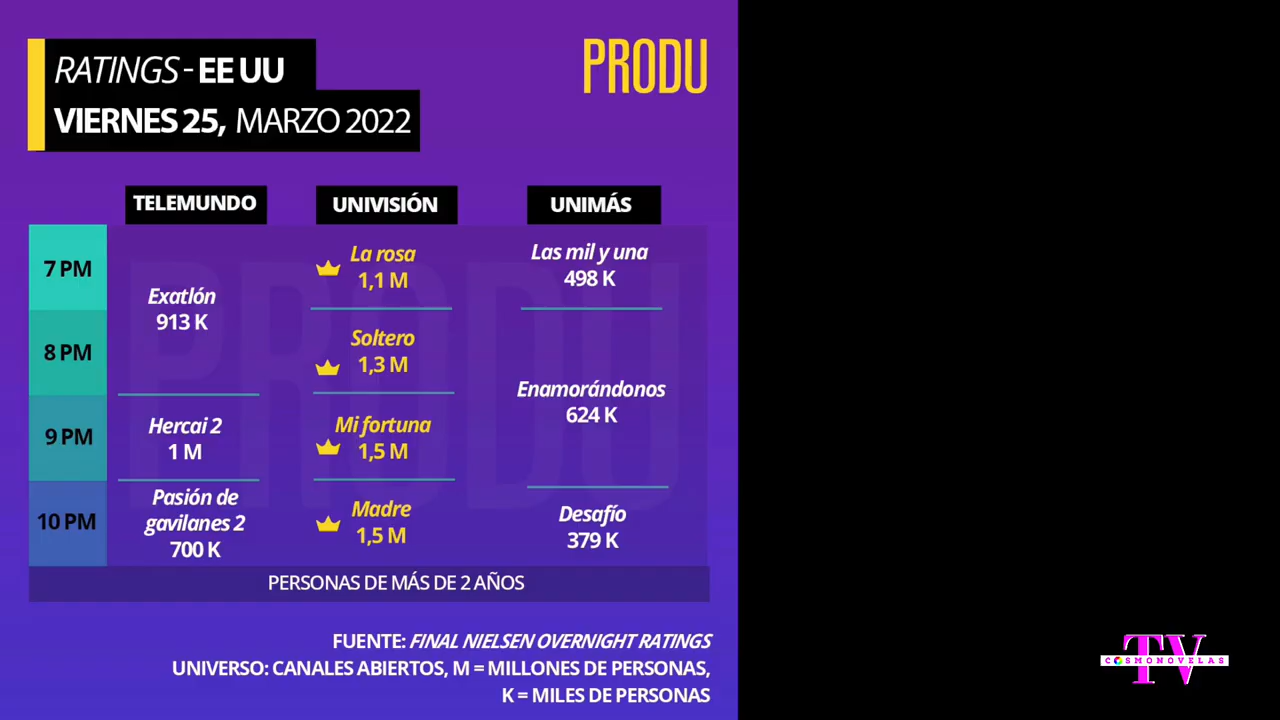 RATINGS - EE UU
VIERNES 25, MARZO 2022
PRODU
TELEMUNDO
UNIVISIÓN
UNIMÁS
7 PM
8 PM
9 PM
10 PM
Exatlón
913 K
Hercai 2
1 M
Pasión de
gavilanes 2
700 K
La rosa
1,1 M
Soltero
1,3 M
Mi fortuna
1,5 M
Madre
1,5 M
Las mil y una
498 K
Enamorándonos
624 K
Desafío
379 K
PRODU
PERSONAS DE MÁS DE 2 AÑOS
FUENTE: FINAL NIELSEN OVERNIGHT RATINGS
UNIVERSO: CANALES ABIERTOS, M = MILLONES DE PERSONAS,
K = MILES DE PERSONAS
TV
COSMONOVELAS